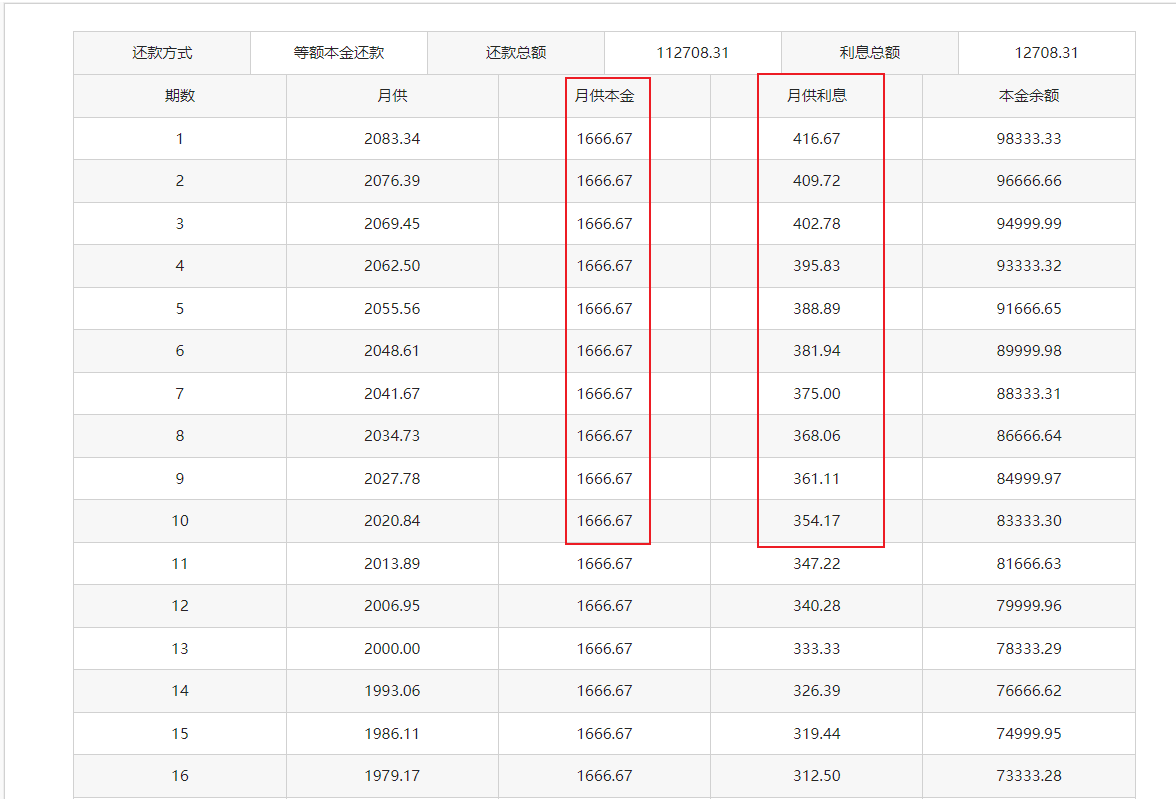 还款方式 等额本金还款 还款总额 112708.31 利息总额 12708.31
期数 月供 月供本金 月供利息 本金余额
1 2083.34 1666.67 416.67 98333.33
2 2076.39 1666.67 409.72 96666.66
3 2069.45 1666.67 402.78 94999.99
4 2062.50 1666.67 395.83 93333.32
5 2055.56 1666.67 388.89 91666.65
6 2048.61 1666.67 381.94 89999.98
7 2041.67 1666.67 375.00 88333.31
8 2034.73 1666.67 368.06 86666.64
9 2027.78 1666.67 361.11 84999.97
10 2020.84 1666.67 354.17 83333.30
11 2013.89 1666.67 347.22 81666.63
12 2006.95 1666.67 340.28 79999.96
13 2000.00 1666.67 333.33 78333.29
14 1993.06 1666.67 326.39 76666.62
15 1986.11 1666.67 319.44 74999.95
16 1979.17 1666.67 312.50 73333.28